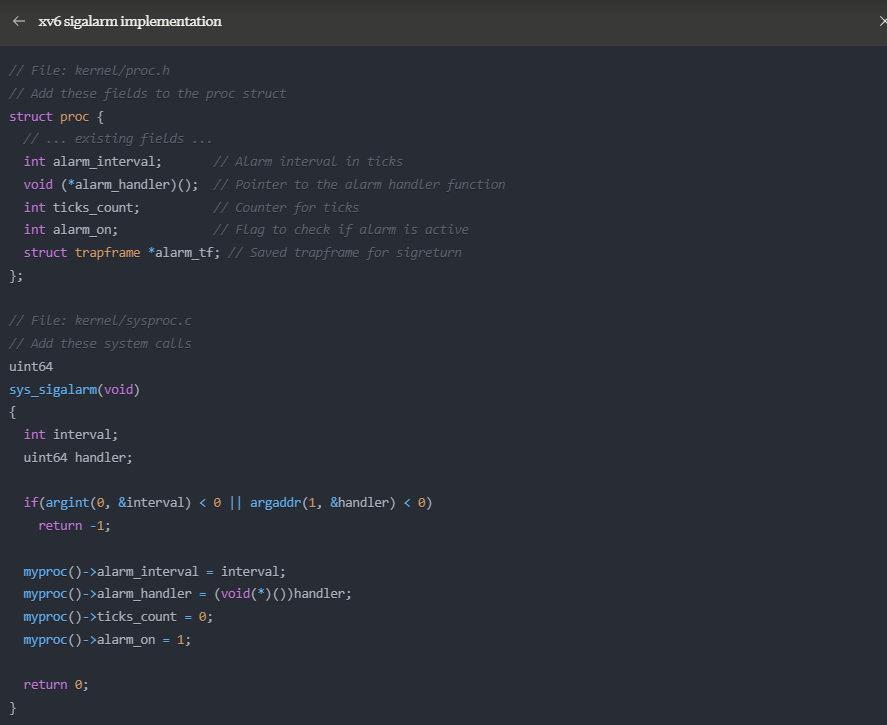 xv6 sigalarm implementation
// File: kernel/proc.h
// Add these fields to the proc struct
struct proc {
  // ... existing fields ...
  int alarm_interval;       // Alarm interval in ticks
  void (*alarm_handler)();  // Pointer to the alarm handler function
  int ticks_count;          // Counter for ticks
  int alarm_on;             // Flag to check if alarm is active
  struct trapframe *alarm_tf; // Saved trapframe for sigreturn
};
// File: kernel/sysproc.c
// Add these system calls
uint64
sys_sigalarm(void)
{
  int interval;
  uint64 handler;
  if(argint(0, &interval) < 0 || argaddr(1, &handler) < 0)
    return -1;
  myproc()->alarm_interval = interval;
  myproc()->alarm_handler = (void(*)())handler;
  myproc()->ticks_count = 0;
  myproc()->alarm_on = 1;
  return 0;
}